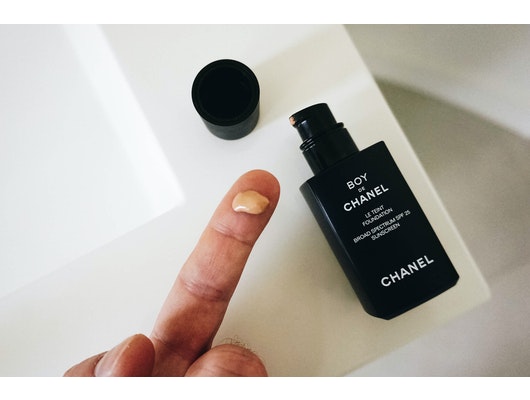 BOY
DE
CHANEL
LE TEINT
FOUNDATION
BROAD SPECTRUM SPF 25
SUNSCREEN
CHANEL